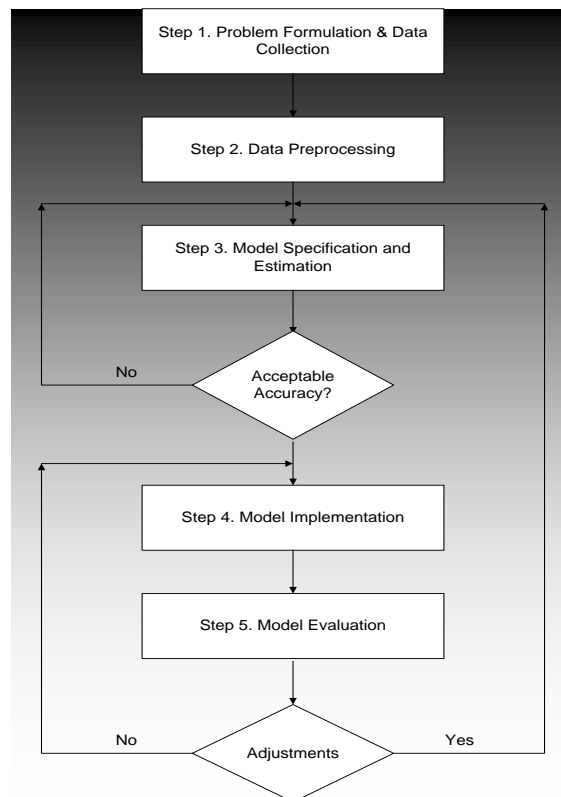 Step 1. Problem Formulation & Data
Collection
Step 2. Data Preprocessing
Step 3. Model Specification and
Estimation
No
Acceptable
Accuracy?
Step 4. Model Implementation
Step 5. Model Evaluation
No
Adjustments
Yes